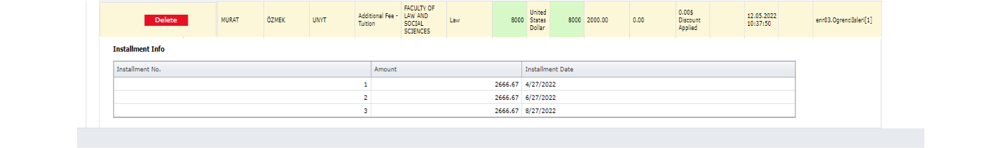 Delete MURAT ÖZMEK UNYT Additional Fee - Tuition FACULTY OF LAW AND SOCIAL SCIENCES Law 8000 United States Dollar 8000 2000.00 0.00 0.00$ Discount Applied 12.05.2022 10:37:50 enr03.OgrenciIsleri[1]
Installment Info
Installment No. Amount Installment Date
1 2666.67 4/27/2022
2 2666.67 6/27/2022
3 2666.67 8/27/2022